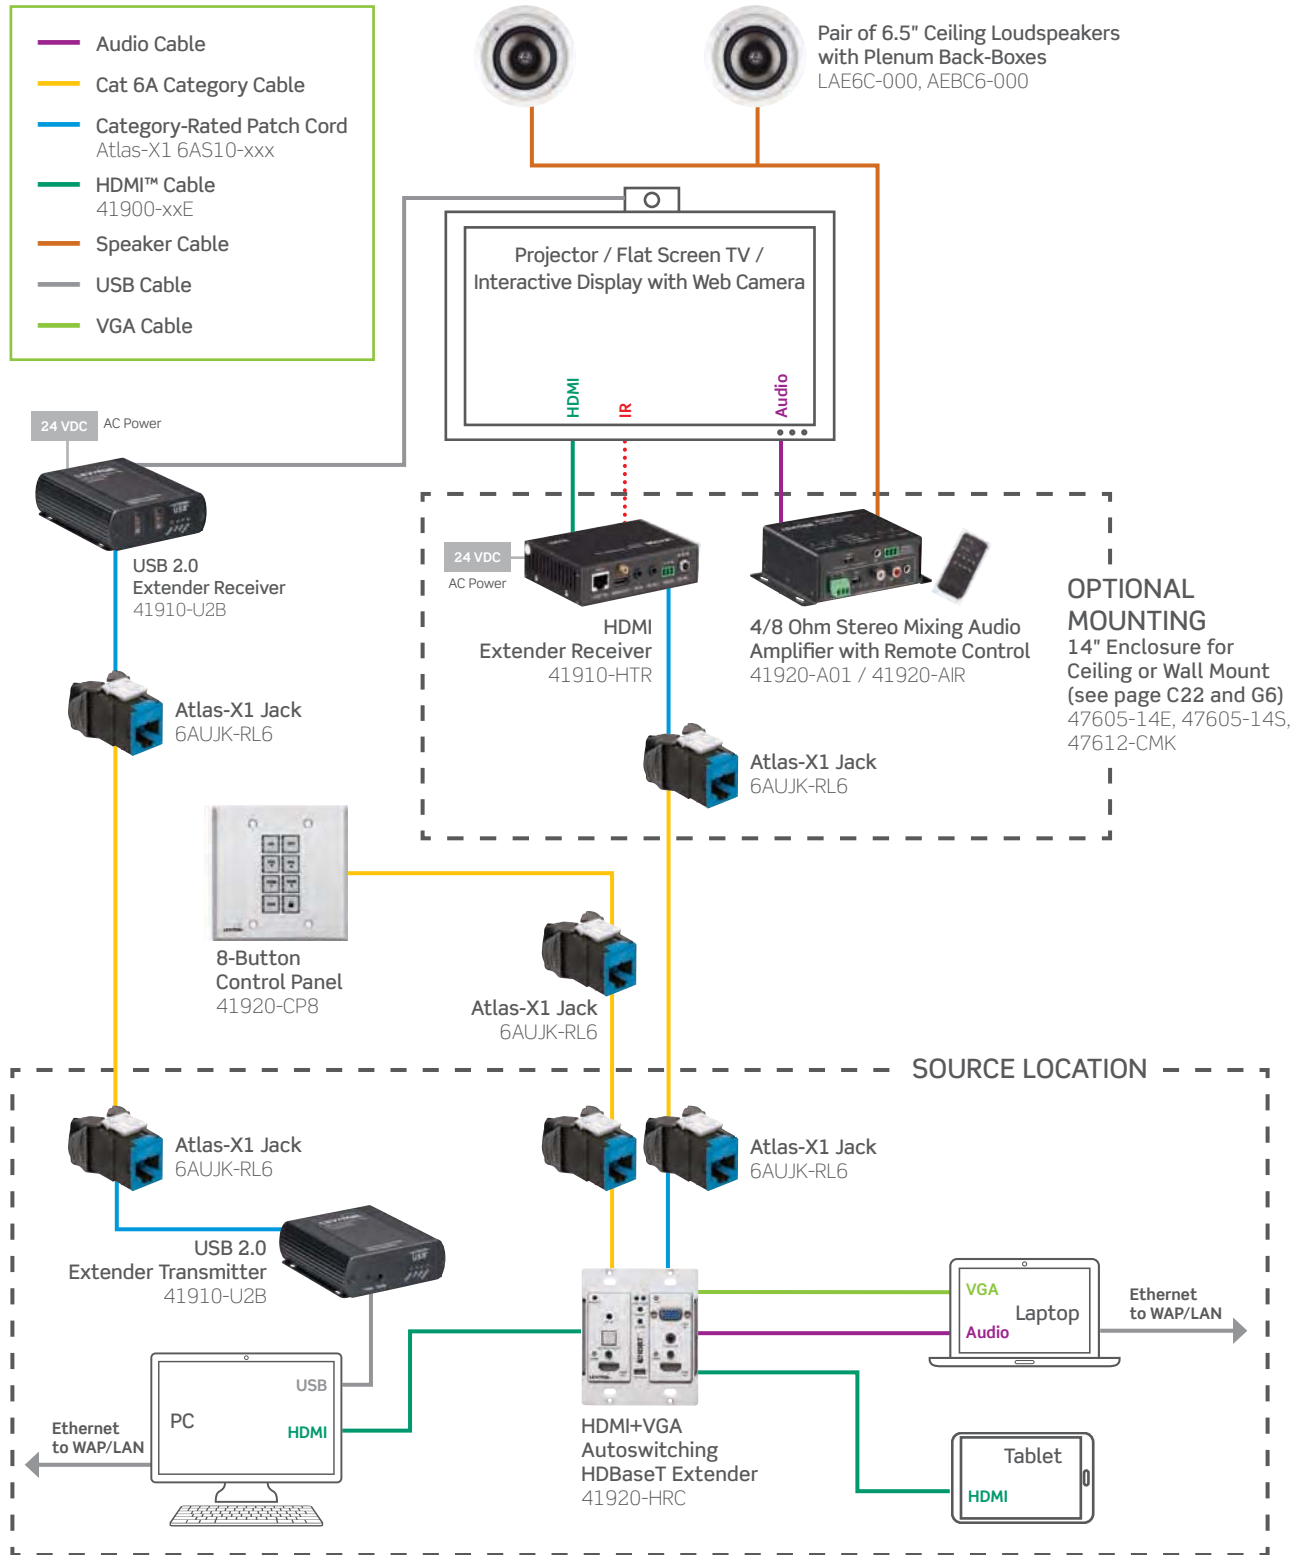 Audio Cable
Cat 6A Category Cable
Category-Rated Patch Cord
Atlas-X1 6AS10-xxx
HDMI™ Cable
41900-xxE
Speaker Cable
USB Cable
VGA Cable
Pair of 6.5" Ceiling Loudspeakers
with Plenum Back-Boxes
LAE6C-000, AEBC6-000
Projector / Flat Screen TV /
Interactive Display with Web Camera
HDMI
IR
Audio
24 VDC
AC Power
USB 2.0
Extender Receiver
41910-U2B
24 VDC
AC Power
HDMI
Extender Receiver
41910-HTR
4/8 Ohm Stereo Mixing Audio
Amplifier with Remote Control
41920-A01 / 41920-AIR
OPTIONAL
MOUNTING
14" Enclosure for
Ceiling or Wall Mount
(see page C22 and G6)
47605-14E, 47605-14S,
47612-CMK
Atlas-X1 Jack
6AUJK-RL6
Atlas-X1 Jack
6AUJK-RL6
8-Button
Control Panel
41920-CP8
Atlas-X1 Jack
6AUJK-RL6
SOURCE LOCATION
Atlas-X1 Jack
6AUJK-RL6
Atlas-X1 Jack
6AUJK-RL6
USB 2.0
Extender Transmitter
41910-U2B
VGA
Laptop
Audio
Ethernet
to WAP/LAN
USB
PC
HDMI
Ethernet
to WAP/LAN
HDMI+VGA
Autoswitching
HDBaseT Extender
41920-HRC
Tablet
HDMI